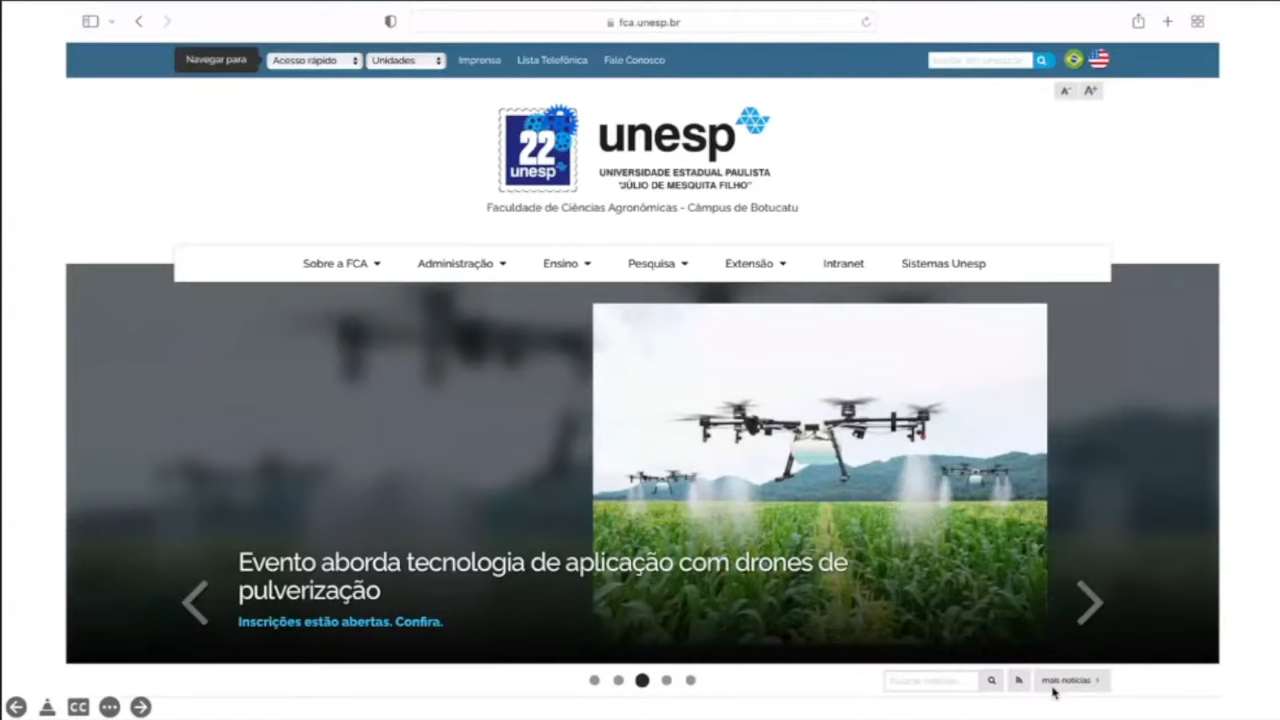 fca.unesp.br
Navegar para
Acesso rápido
Unidades
Imprensa
Lista Telefônica
Fale Conosco
A-
A+
22
unesp
unesp
UNIVERSIDADE ESTADUAL PAULISTA
"JÚLIO DE MESQUITA FILHO"
Faculdade de Ciências Agronômicas - Câmpus de Botucatu
Sobre a FCA
Administração
Ensino
Pesquisa
Extensão
Intranet
Sistemas Unesp
Evento aborda tecnologia de aplicação com drones de
pulverização
Inscrições estão abertas. Confira.
mais notícias
CC